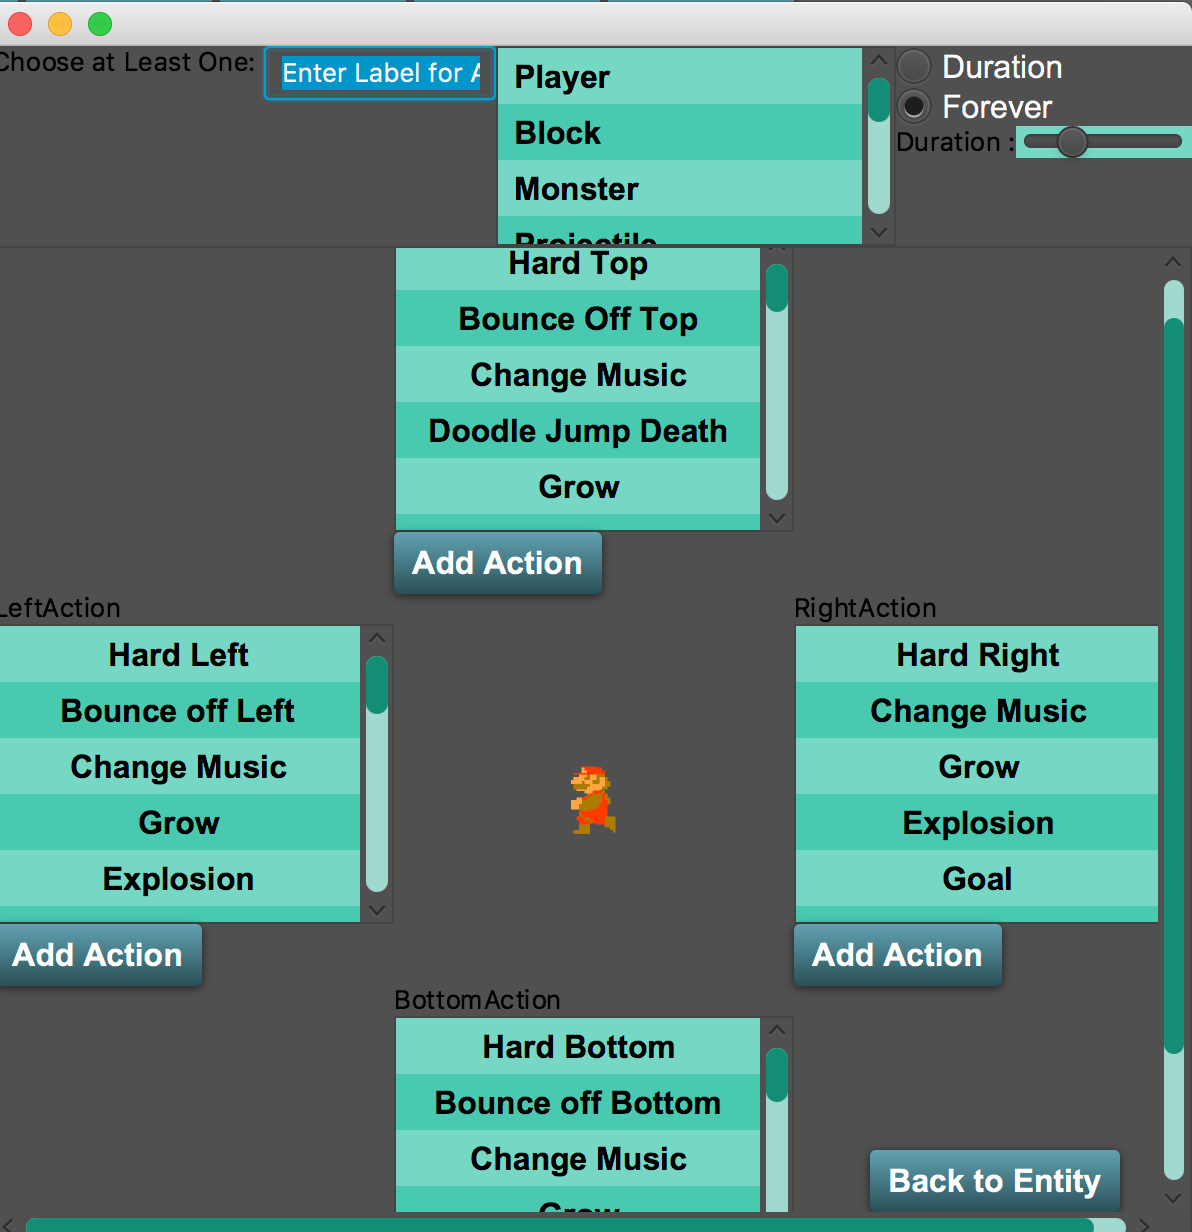 Choose at Least One:
Enter Label for A
Player
Block
Monster
Projectile
Duration
Forever
Duration :
Hard Top
Bounce Off Top
Change Music
Doodle Jump Death
Grow
Add Action
LeftAction
Hard Left
Bounce off Left
Change Music
Grow
Explosion
Add Action
RightAction
Hard Right
Change Music
Grow
Explosion
Goal
Add Action
BottomAction
Hard Bottom
Bounce off Bottom
Change Music
Grow
Back to Entity